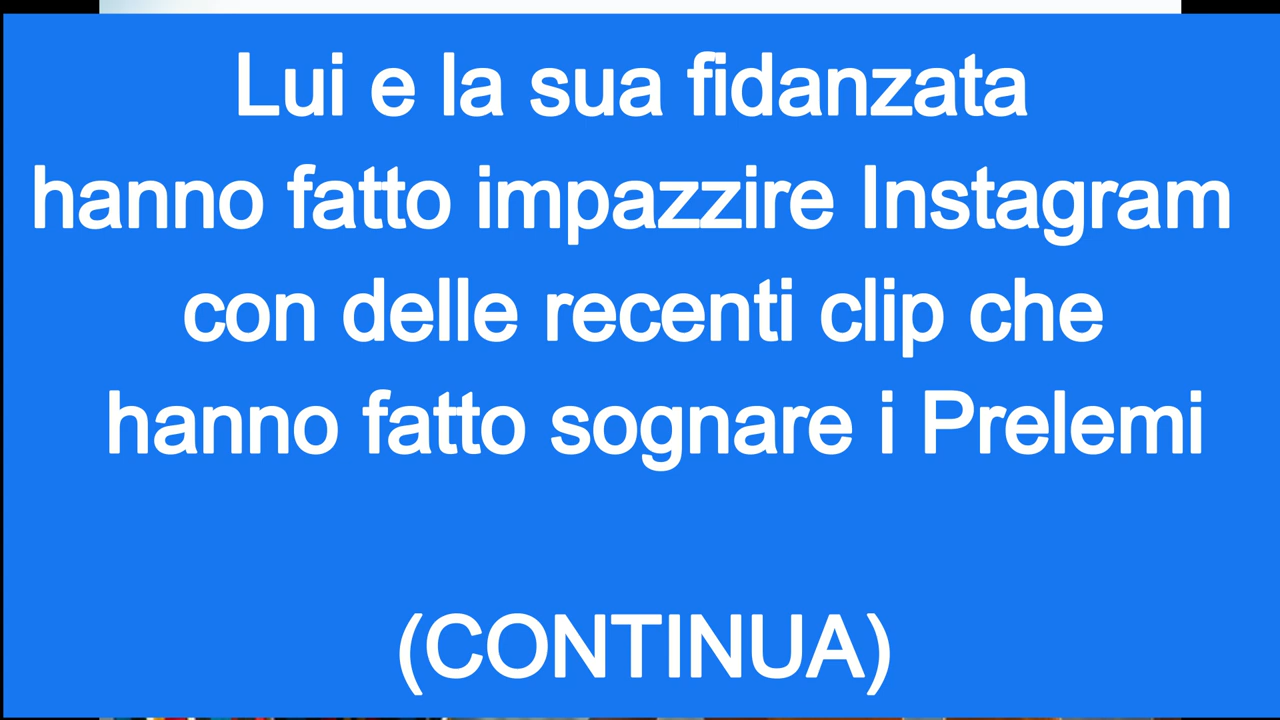 Lui e la sua fidanzata
hanno fatto impazzire Instagram
con delle recenti clip che
hanno fatto sognare i Prelemi
(CONTINUA)